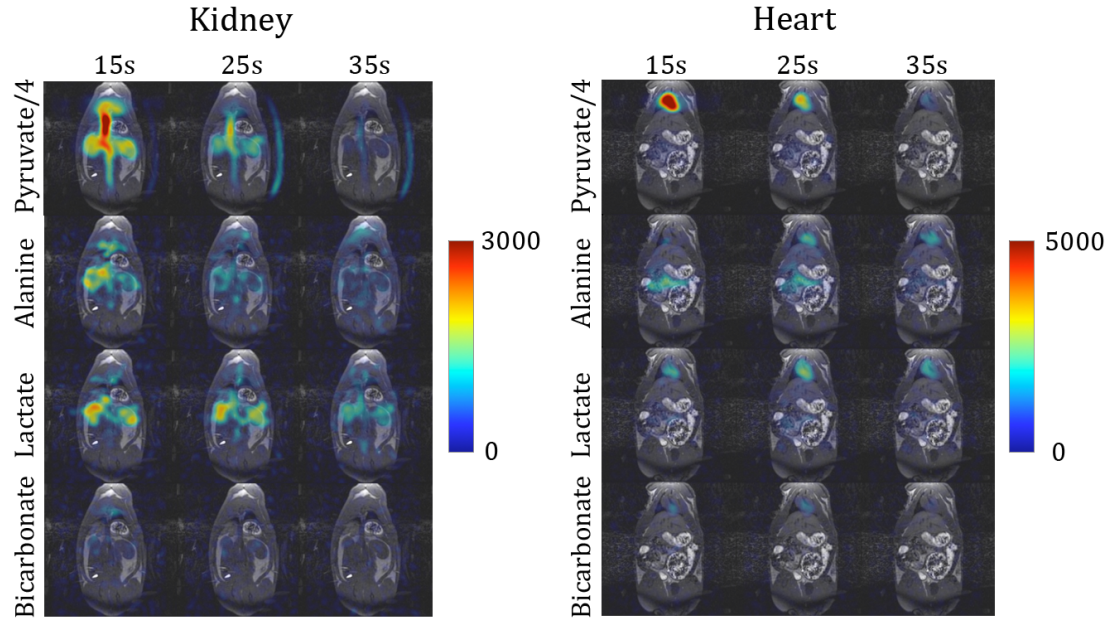 Kidney
Heart
15s 25s 35s
15s 25s 35s
Pyruvate/4
Alanine
Lactate
Bicarbonate
3000
0
Pyruvate/4
Alanine
Lactate
Bicarbonate
5000
0